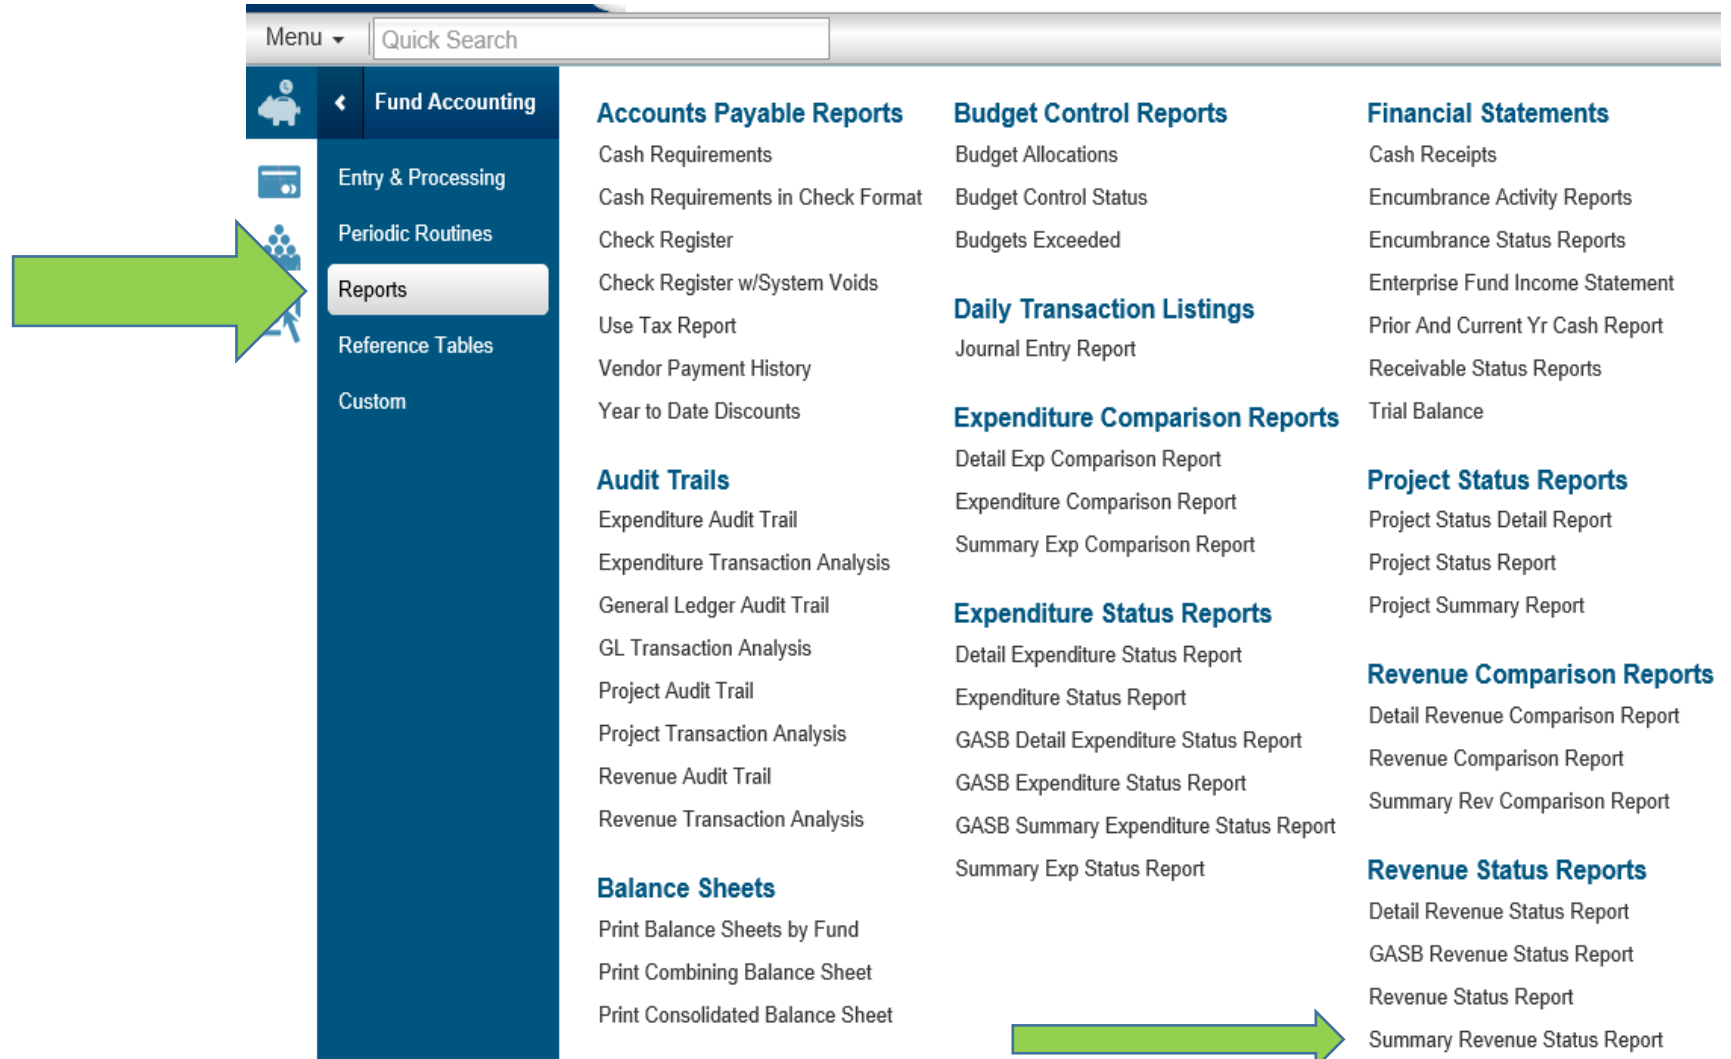 Menu
Quick Search
Fund Accounting
Entry & Processing
Periodic Routines
Reports
Reference Tables
Custom
Accounts Payable Reports
Cash Requirements
Cash Requirements in Check Format
Check Register
Check Register w/System Voids
Use Tax Report
Vendor Payment History
Year to Date Discounts
Audit Trails
Expenditure Audit Trail
Expenditure Transaction Analysis
General Ledger Audit Trail
GL Transaction Analysis
Project Audit Trail
Project Transaction Analysis
Revenue Audit Trail
Revenue Transaction Analysis
Balance Sheets
Print Balance Sheets by Fund
Print Combining Balance Sheet
Print Consolidated Balance Sheet
Budget Control Reports
Budget Allocations
Budget Control Status
Budgets Exceeded
Daily Transaction Listings
Journal Entry Report
Expenditure Comparison Reports
Detail Exp Comparison Report
Expenditure Comparison Report
Summary Exp Comparison Report
Expenditure Status Reports
Detail Expenditure Status Report
Expenditure Status Report
GASB Detail Expenditure Status Report
GASB Expenditure Status Report
GASB Summary Expenditure Status Report
Summary Exp Status Report
Financial Statements
Cash Receipts
Encumbrance Activity Reports
Encumbrance Status Reports
Enterprise Fund Income Statement
Prior And Current Yr Cash Report
Receivable Status Reports
Trial Balance
Project Status Reports
Project Status Detail Report
Project Status Report
Project Summary Report
Revenue Comparison Reports
Detail Revenue Comparison Report
Revenue Comparison Report
Summary Rev Comparison Report
Revenue Status Reports
Detail Revenue Status Report
GASB Revenue Status Report
Revenue Status Report
Summary Revenue Status Report